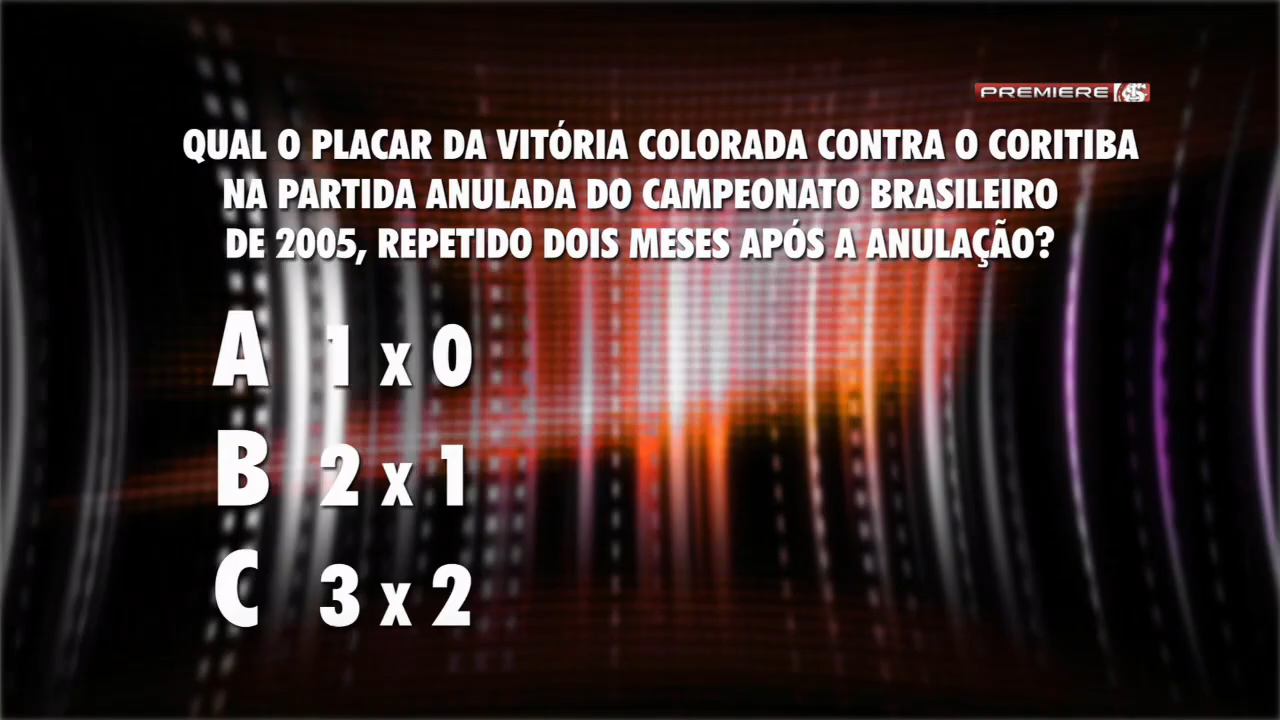 PREMIERE
QUAL O PLACAR DA VITÓRIA COLORADA CONTRA O CORITIBA
NA PARTIDA ANULADA DO CAMPEONATO BRASILEIRO
DE 2005, REPETIDO DOIS MESES APÓS A ANULAÇÃO?
A 1 x 0
B 2 x 1
C 3 x 2